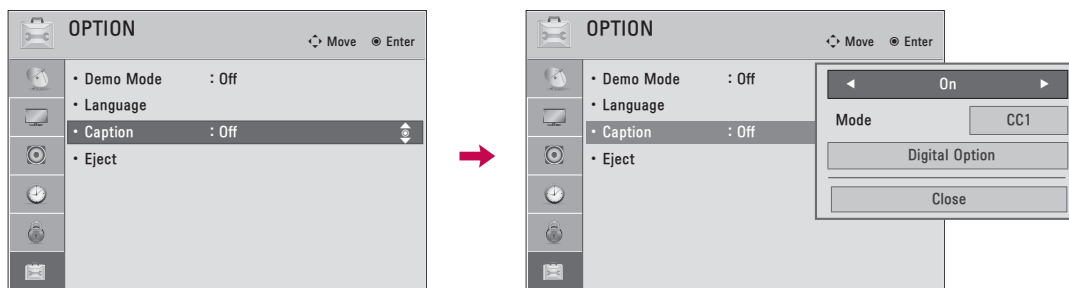 OPTION
Move Enter
• Demo Mode : Off
• Language
• Caption : Off
• Eject
OPTION
Move Enter
• Demo Mode : Off
• Language
• Caption : Off
• Eject
◄ On ►
Mode CC1
Digital Option
Close